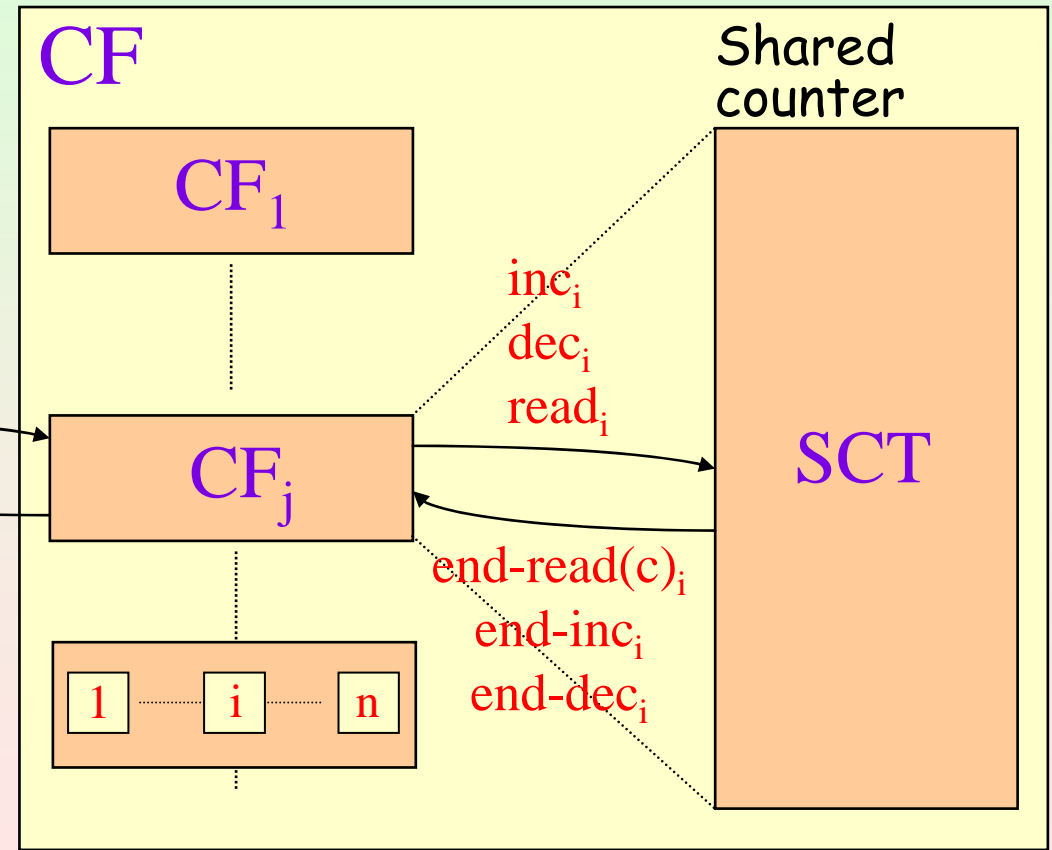 CF
Shared
counter
CF₁
incᵢ
decᵢ
readᵢ
CFⱼ
SCT
end-read(c)ᵢ
end-incᵢ
end-decᵢ
1 i n